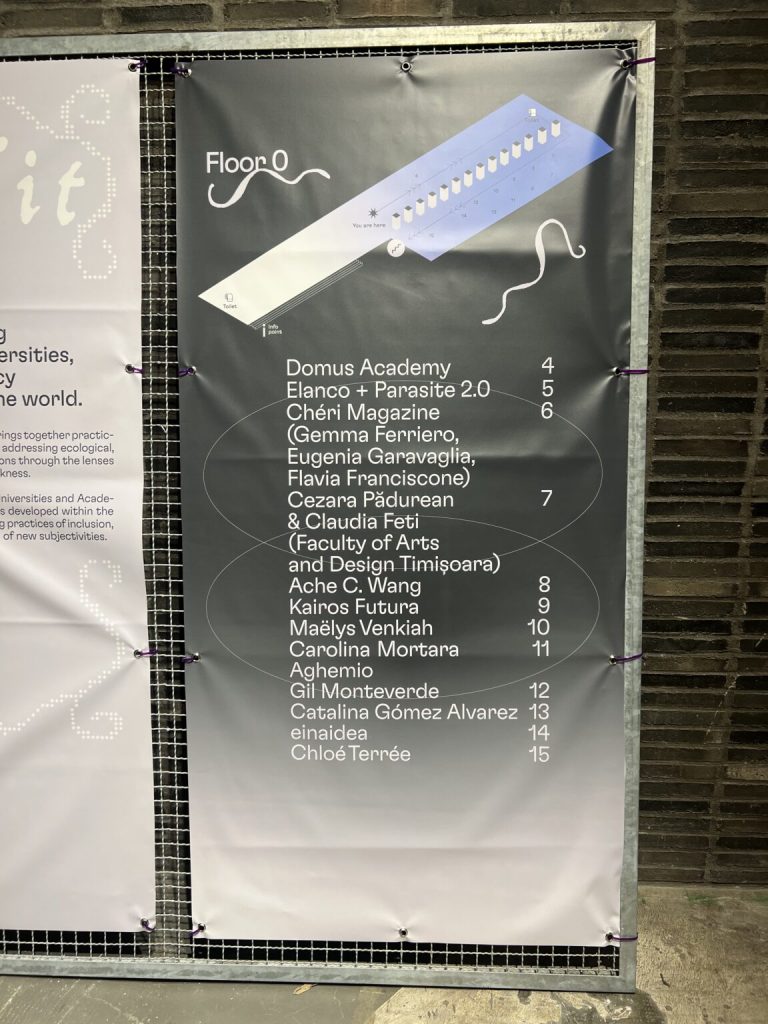 it
g
ersities,
cy
he world.
rings together practic-
addressing ecological,
ons through the lenses
kness.
niversities and Acade-
s developed within the
g practices of inclusion,
of new subjectivities.
Floor 0
Toilet
You are here
Toilet
i Info point
Domus Academy 4
Elanco + Parasite 2.0 5
Chéri Magazine 6
(Gemma Ferriero,
Eugenia Garavaglia,
Flavia Franciscone)
Cezara Pădurean 7
& Claudia Feti
(Faculty of Arts
and Design Timișoara)
Ache C. Wang 8
Kairos Futura 9
Maëlys Venkiah 10
Carolina Mortara 11
Aghemio
Gil Monteverde 12
Catalina Gómez Alvarez 13
einaidea 14
Chloé Terrée 15